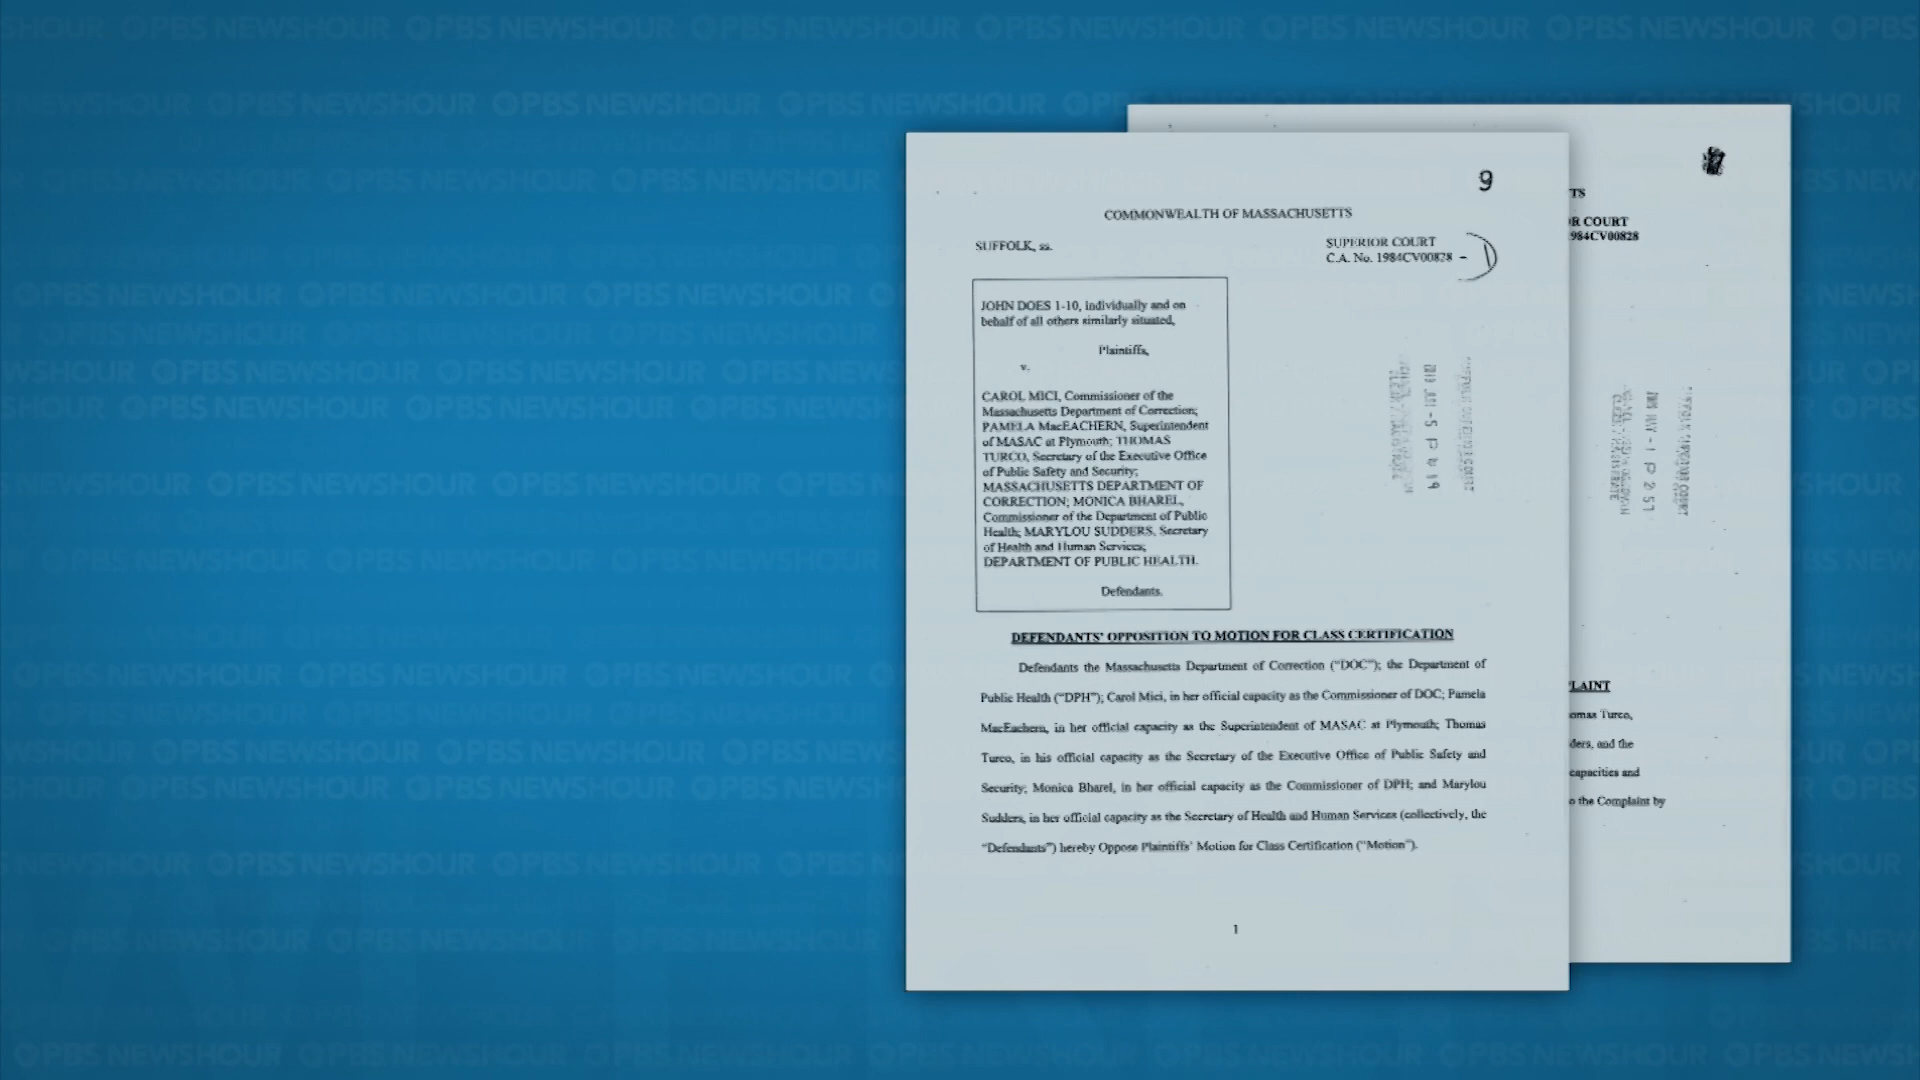 PBS NEWSHOUR
9
COMMONWEALTH OF MASSACHUSETTS
SUFFOLK, ss.
SUPERIOR COURT
C.A. No. 1984CV00828
JOHN DOES 1-10, individually and on
behalf of all others similarly situated,
Plaintiffs,
v.
CAROL MICI, Commissioner of the
Massachusetts Department of Correction;
PAMELA MacEACHERN, Superintendent
of MASAC at Plymouth; THOMAS
TURCO, Secretary of the Executive Office
of Public Safety and Security;
MASSACHUSETTS DEPARTMENT OF
CORRECTION; MONICA BHAREL,
Commissioner of the Department of Public
Health; MARYLOU SUDDERS, Secretary
of Health and Human Services;
DEPARTMENT OF PUBLIC HEALTH.
Defendants.
DEFENDANTS' OPPOSITION TO MOTION FOR CLASS CERTIFICATION
Defendants the Massachusetts Department of Correction ("DOC"); the Department of
Public Health ("DPH"); Carol Mici, in her official capacity as the Commissioner of DOC; Pamela
MacEachern, in her official capacity as the Superintendent of MASAC at Plymouth; Thomas
Turco, in his official capacity as the Secretary of the Executive Office of Public Safety and
Security; Monica Bharel, in her official capacity as the Commissioner of DPH; and Marylou
Sudders, in her official capacity as the Secretary of Health and Human Services (collectively, the
"Defendants") hereby Oppose Plaintiffs' Motion for Class Certification ("Motion").
1
TS
R COURT
984CV00828
LAINT
omas Turco,
ders, and the
capacities and
o the Complaint by